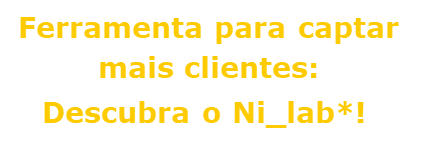 Ferramenta para captar
mais clientes:
Descubra o Ni_lab*!